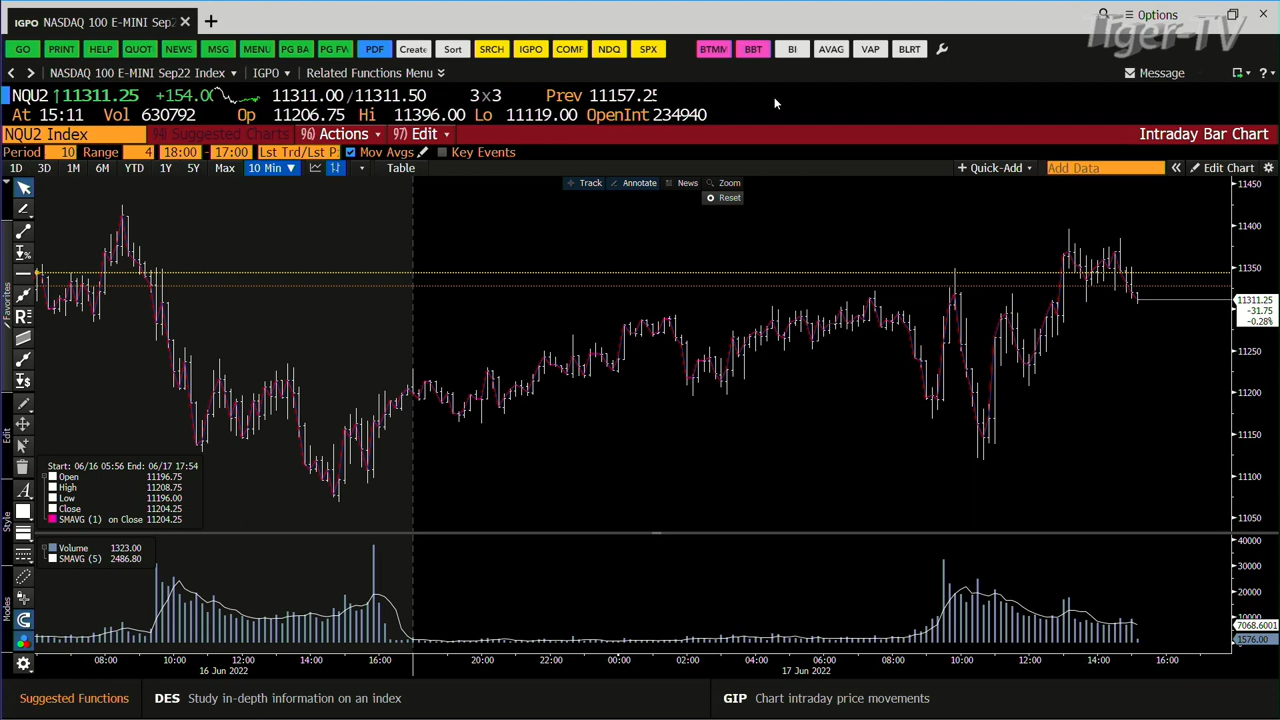 IGPO NASDAQ 100 E-MINI Sep2
Options
Tiger-TV
GO PRINT HELP QUOT NEWS MSG MENU PG BA PG FW PDF Create Sort SRCH IGPO COMF NDQ SPX BTMM BBT BI AVAG VAP BLRT
NASDAQ 100 E-MINI Sep22 Index IGPO Related Functions Menu Message ?
NQU2 ↑11311.25 +154.00 11311.00/11311.50 3x3 Prev 11157.25
At 15:11 Vol 630792 Op 11206.75 Hi 11396.00 Lo 11119.00 OpenInt 234940
NQU2 Index 94) Suggested Charts 96) Actions 97) Edit Intraday Bar Chart
Period 10 Range 4 18:00 - 17:00 Lst Trd/Lst P Mov Avgs Key Events
1D 3D 1M 6M YTD 1Y 5Y Max 10 Min ▼ Table + Quick-Add Add Data « Edit Chart
Track Annotate News Zoom
Reset
11450
11400
11350
11311.25
-31.75
-0.28%
11250
11200
11150
11100
11050
Favorites
Edit
Style
Modes
Start: 06/16 05:56 End: 06/17 17:54
Open 11196.75
High 11208.75
Low 11196.00
Close 11204.25
SMAVG (1) on Close 11204.25
Volume 1323.00
SMAVG (5) 2486.80
40000
30000
20000
10000
7068.6001
1576.00
08:00 10:00 12:00 14:00 16:00 20:00 22:00 00:00 02:00 04:00 06:00 08:00 10:00 12:00 14:00 16:00
16 Jun 2022 17 Jun 2022
Suggested Functions DES Study in-depth information on an index GIP Chart intraday price movements